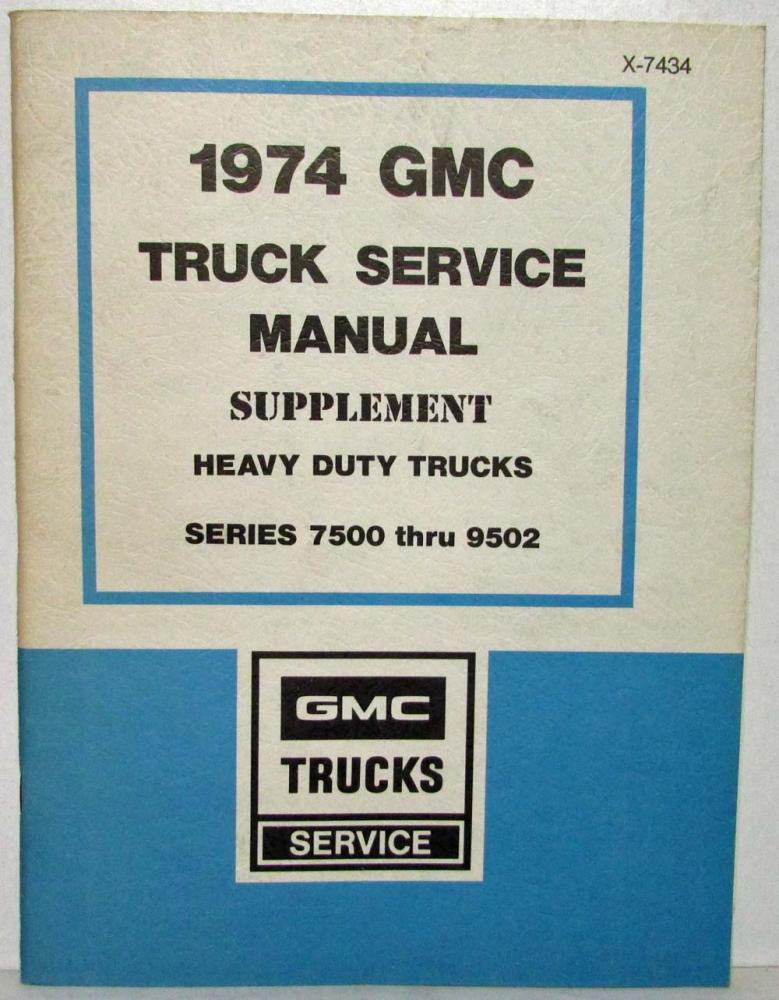 X-7434
1974 GMC
TRUCK SERVICE
MANUAL
SUPPLEMENT
HEAVY DUTY TRUCKS
SERIES 7500 thru 9502
GMC
TRUCKS
SERVICE